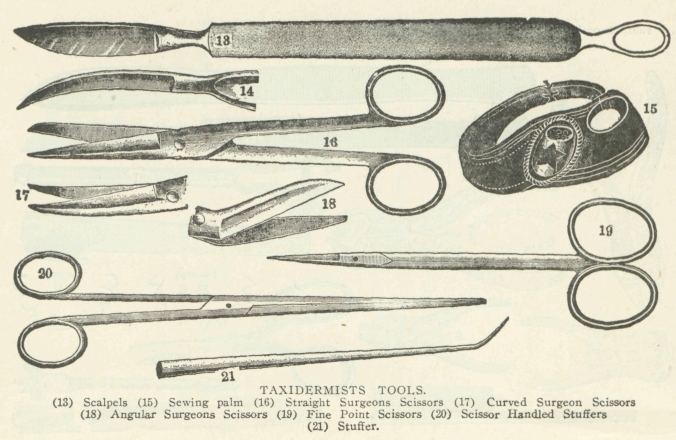 13
14
15
16
17
18
19
20
21
TAXIDERMISTS TOOLS.
(13) Scalpels (15) Sewing palm (16) Straight Surgeons Scissors (17) Curved Surgeon Scissors
(18) Angular Surgeons Scissors (19) Fine Point Scissors (20) Scissor Handled Stuffers
(21) Stuffer.